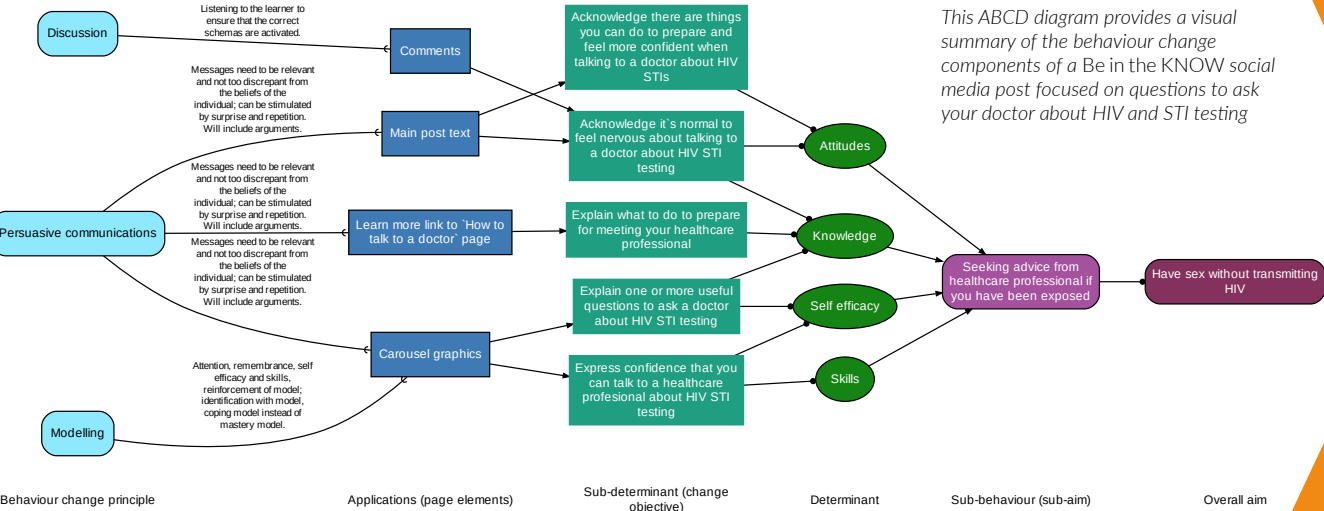 Discussion
Listening to the learner to
ensure that the correct
schemas are activated.
Comments
Acknowledge there are things
you can do to prepare and
feel more confident when
talking to a doctor about HIV
STIs
This ABCD diagram provides a visual
summary of the behaviour change
components of a Be in the KNOW social
media post focused on questions to ask
your doctor about HIV and STI testing
Messages need to be relevant
and not too discrepant from
the beliefs of the
individual; can be stimulated
by surprise and repetition.
Will include arguments.
Main post text
Acknowledge it`s normal to
feel nervous about talking to
a doctor about HIV STI
testing
Attitudes
Persuasive communications
Messages need to be relevant
and not too discrepant from
the beliefs of the
individual; can be stimulated
by surprise and repetition.
Will include arguments.
Learn more link to `How to
talk to a doctor` page
Explain what to do to prepare
for meeting your healthcare
professional
Knowledge
Messages need to be relevant
and not too discrepant from
the beliefs of the
individual; can be stimulated
by surprise and repetition.
Will include arguments.
Seeking advice from
healthcare professional if
you have been exposed
Have sex without transmitting
HIV
Explain one or more useful
questions to ask a doctor
about HIV STI testing
Self efficacy
Carousel graphics
Attention, remembrance, self
efficacy and skills,
reinforcement of model;
identification with model,
coping model instead of
mastery model.
Express confidence that you
can talk to a healthcare
profesional about HIV STI
testing
Skills
Modelling
Behaviour change principle
Applications (page elements)
Sub-determinant (change
objective)
Determinant
Sub-behaviour (sub-aim)
Overall aim